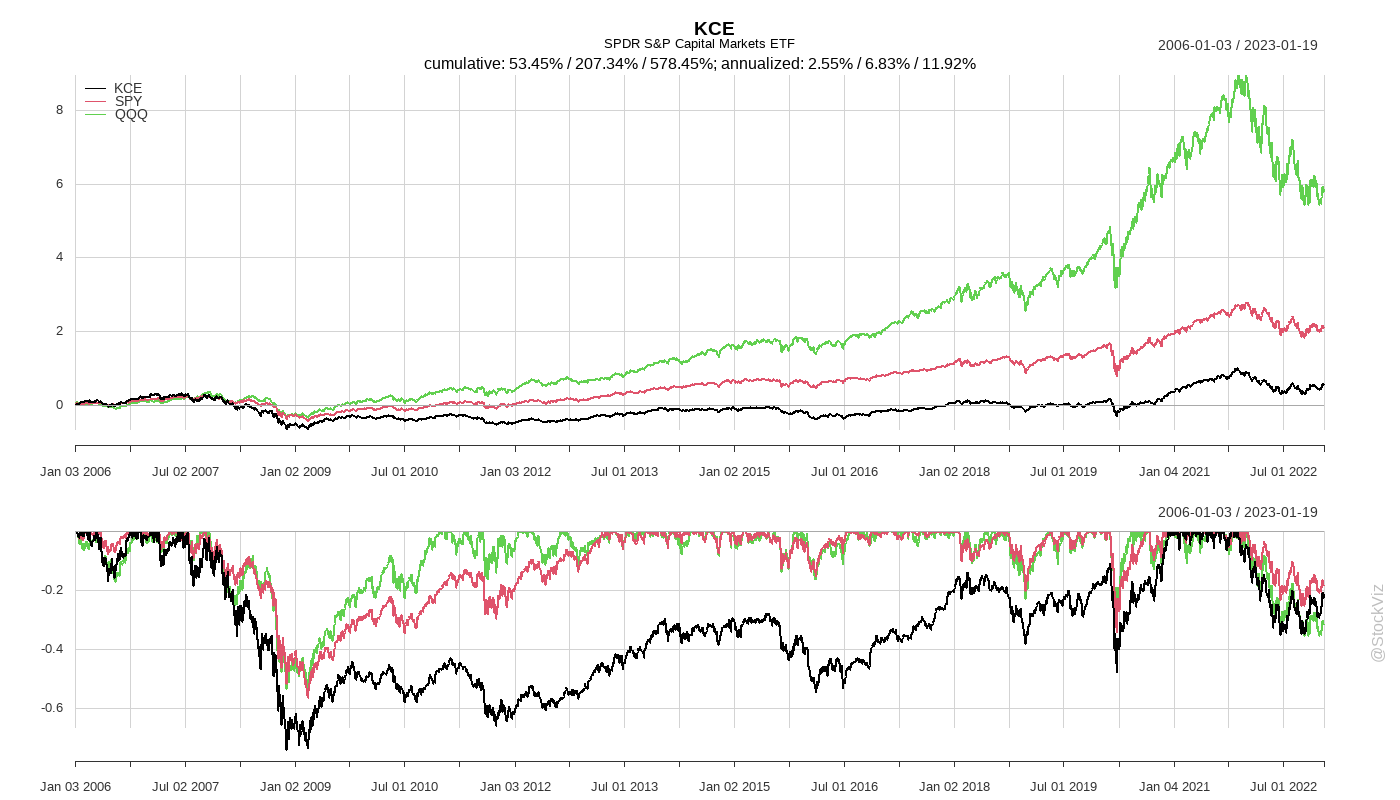 KCE
SPDR S&P Capital Markets ETF
2006-01-03 / 2023-01-19
cumulative: 53.45% / 207.34% / 578.45%; annualized: 2.55% / 6.83% / 11.92%
KCE
SPY
QQQ
8
6
4
2
0
Jan 03 2006 Jul 02 2007 Jan 02 2009 Jul 01 2010 Jan 03 2012 Jul 01 2013 Jan 02 2015 Jul 01 2016 Jan 02 2018 Jul 01 2019 Jan 04 2021 Jul 01 2022
2006-01-03 / 2023-01-19
-0.2
-0.4
-0.6
Jan 03 2006 Jul 02 2007 Jan 02 2009 Jul 01 2010 Jan 03 2012 Jul 01 2013 Jan 02 2015 Jul 01 2016 Jan 02 2018 Jul 01 2019 Jan 04 2021 Jul 01 2022
@StockViz